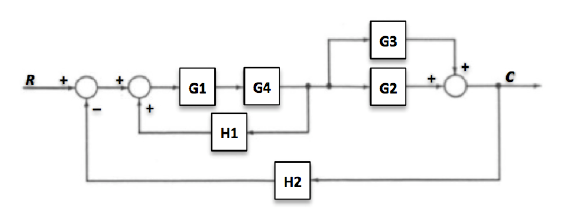 G3
R + + G1 G4 G2 + + C
− +
H1
H2